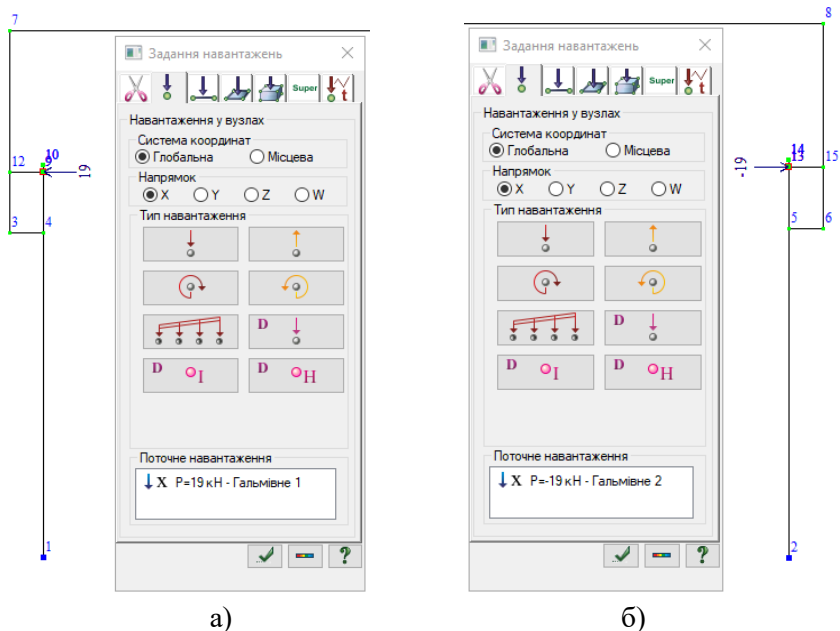 7
Задання навантажень
Super
t
Навантаження у вузлах
Система координат
Глобальна
Місцева
Напрямок
X
Y
Z
W
Тип навантаження
D
D
I
D
H
Поточне навантаження
X P=19 кН - Гальмівне 1
?
10
9
12
19
3
4
1
а)
8
Задання навантажень
Super
t
Навантаження у вузлах
Система координат
Глобальна
Місцева
Напрямок
X
Y
Z
W
Тип навантаження
D
D
I
D
H
Поточне навантаження
X P=-19 кН - Гальмівне 2
?
14
13
15
-19
5
6
2
б)